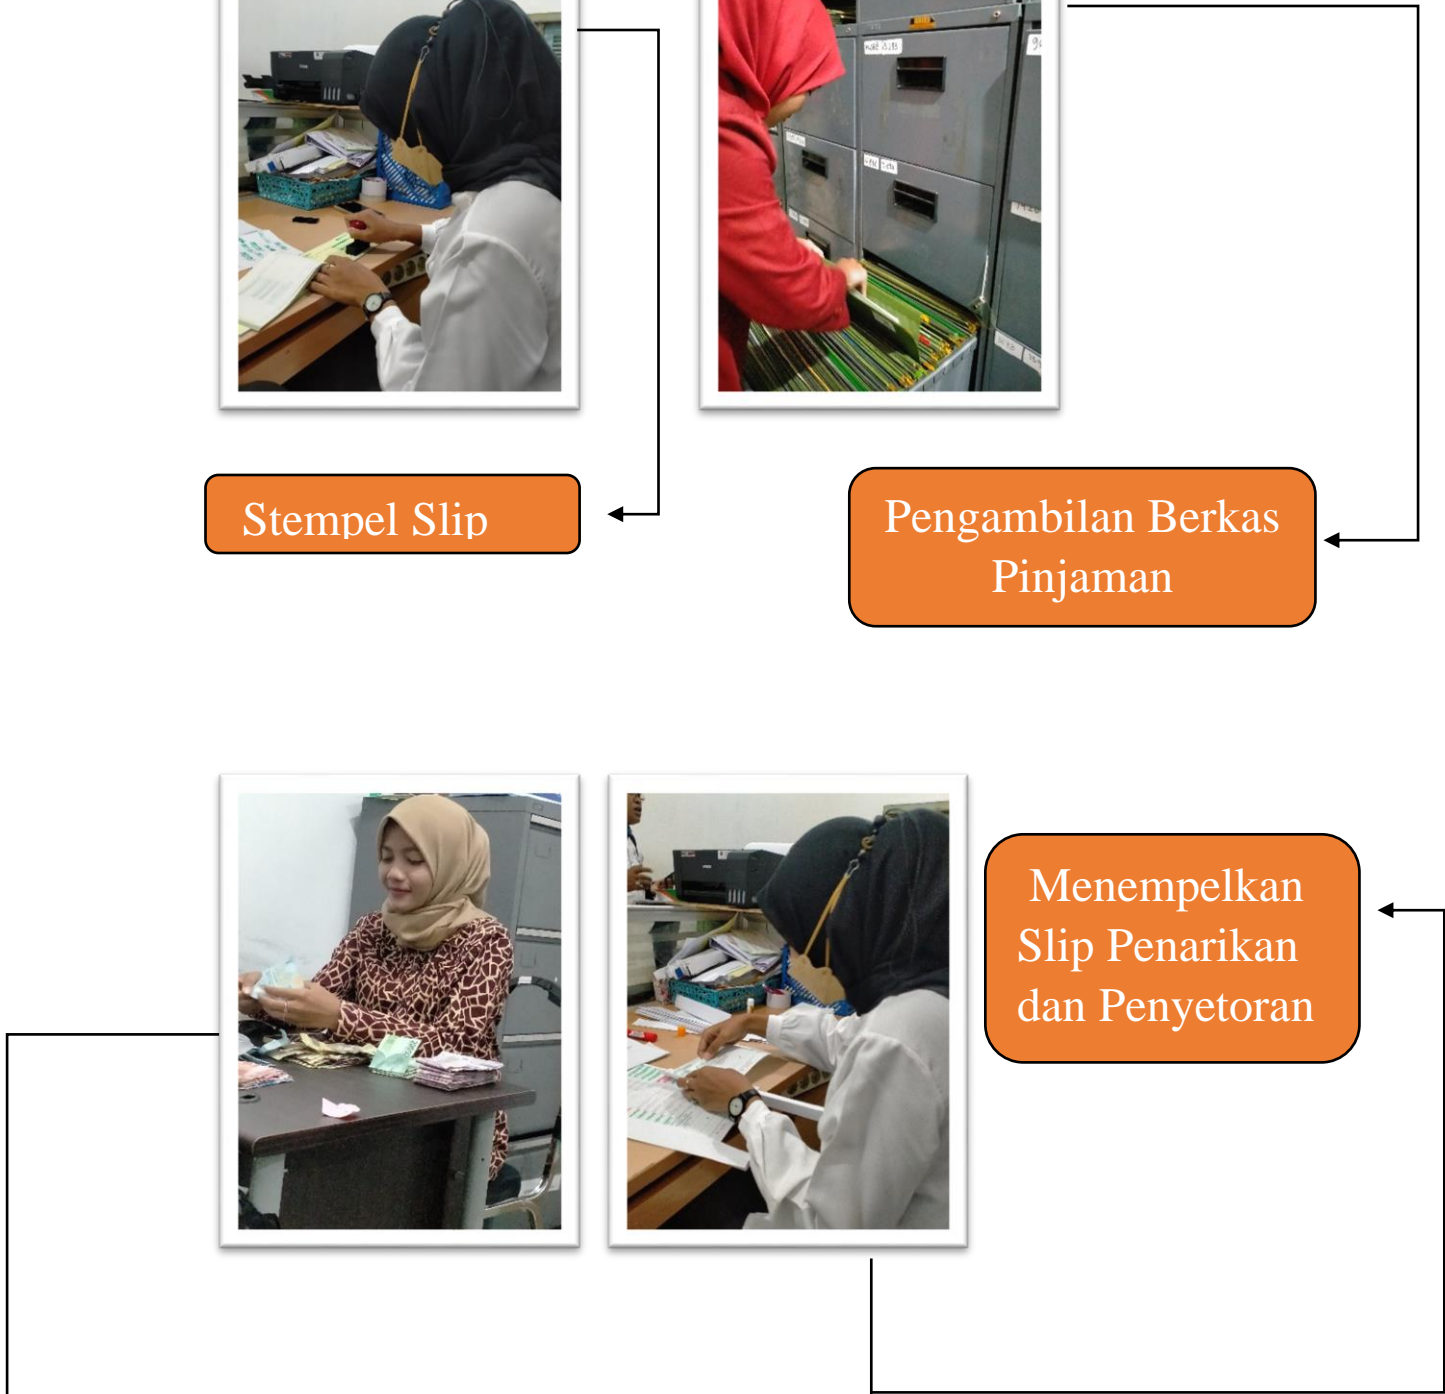 Stempel Slip
Pengambilan Berkas
Pinjaman
Menempelkan
Slip Penarikan
dan Penyetoran